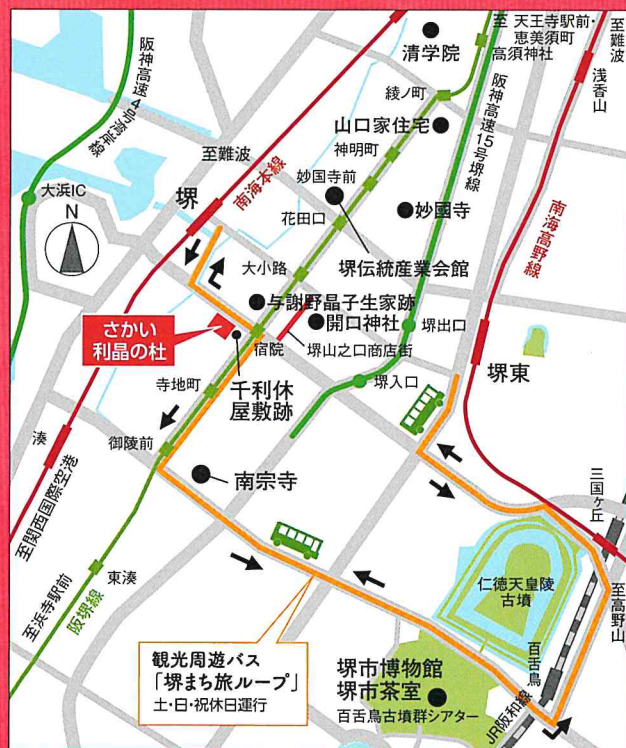 至 天王寺駅前・
恵美須町
高須神社
至難波
清学院
阪神高速4号湾岸線
綾ノ町
阪神高速15号堺線
浅香山
山口家住宅
神明町
至難波
南海本線
大浜IC
妙国寺前
堺
妙國寺
南海高野線
N
花田口
堺伝統産業会館
大小路
与謝野晶子生家跡
さかい
利晶の杜
開口神社
堺出口
宿院
堺山之口商店街
堺東
千利休
屋敷跡
寺地町
堺入口
湊
御陵前
至関西国際空港
南宗寺
三国ヶ丘
東湊
至浜寺駅前
阪堺線
仁徳天皇陵
古墳
至高野山
観光周遊バス
「堺まち旅ループ」
土・日・祝休日運行
堺市博物館
堺市茶室
百舌鳥古墳群シアター
百舌鳥
JR阪和線